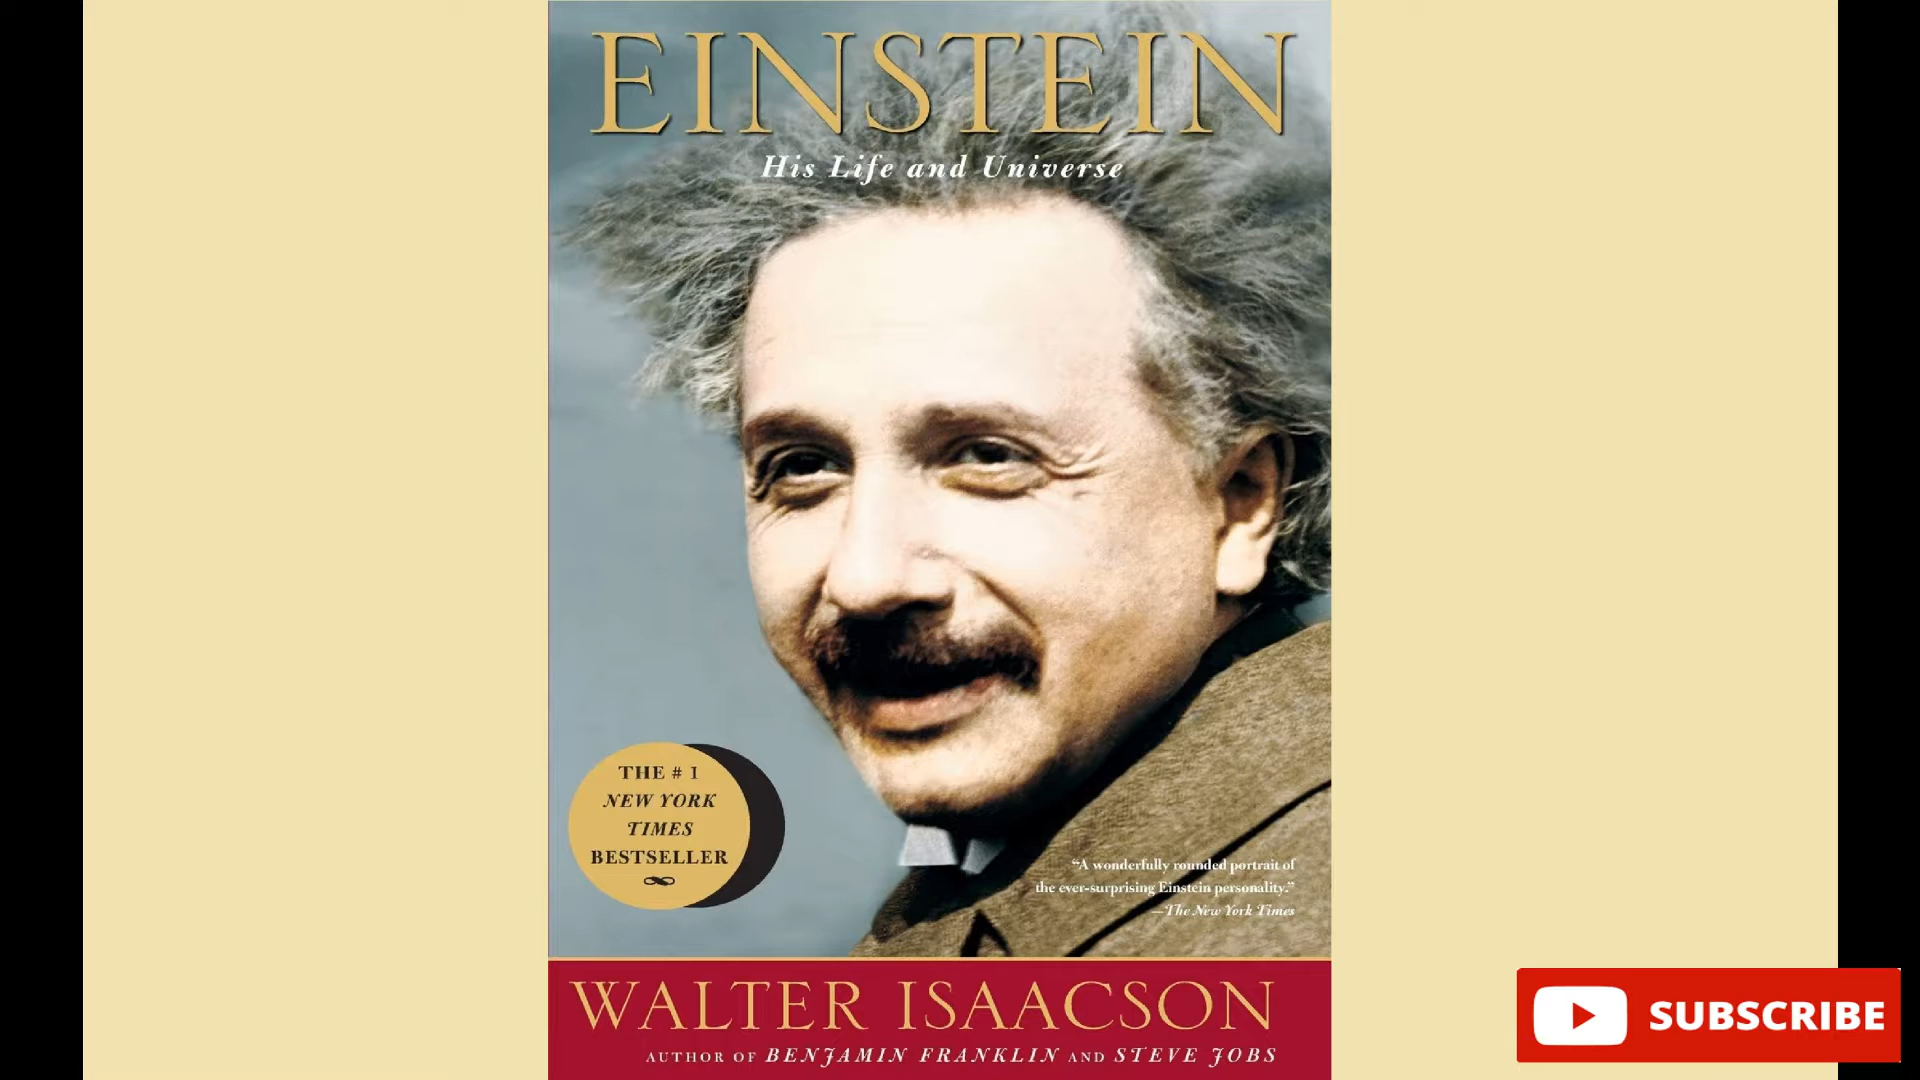 EINSTEIN
His Life and Universe
THE # 1
NEW YORK
TIMES
BESTSELLER
“A wonderfully rounded portrait of
the ever-surprising Einstein personality.”
—The New York Times
WALTER ISAACSON
AUTHOR OF BENJAMIN FRANKLIN AND STEVE JOBS
SUBSCRIBE